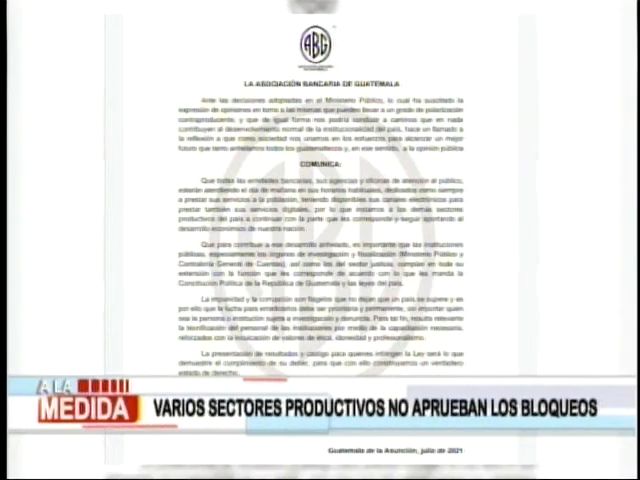 ABG
LA ASOCIACIÓN BANCARIA DE GUATEMALA
Ante las decisiones adoptadas en el Ministerio Público, lo cual ha suscitado la
expresión de opiniones en torno a las mismas que pueden llevar a un grado de polarización
contraproducente, y que de igual forma nos podría conducir a caminos que en nada
contribuyen al desenvolvimiento normal de la institucionalidad del país, hace un llamado a
la reflexión a que como sociedad nos unamos en los esfuerzos para alcanzar un mejor
futuro que tanto anhelamos todos los guatemaltecos y, en ese sentido, a la opinión pública
COMUNICA:
Que todas las entidades bancarias, sus agencias y oficinas de atención al público,
estarán atendiendo el día de mañana en sus horarios habituales, dedicados como siempre
a prestar sus servicios a la población, teniendo disponibles sus canales electrónicos para
prestar también sus servicios digitales, por lo que instamos a los demás sectores
productivos del país a continuar con la parte que les corresponde y seguir aportando al
desarrollo económico de nuestra nación.
Que para contribuir a ese desarrollo anhelado, es importante que las instituciones
públicas, especialmente los órganos de investigación y fiscalización (Ministerio Público y
Contraloría General de Cuentas), así como los del sector justicia, cumplan en toda su
extensión con la función que les corresponde de acuerdo con lo que les manda la
Constitución Política de la República de Guatemala y las leyes del país.
La impunidad y la corrupción son flagelos que no dejan que un país se supere y es
por ello que la lucha para erradicarlos debe ser prioritaria y permanente, sin importar quien
sea la persona o institución sujeta a investigación y denuncia. Para tal fin, resulta relevante
la tecnificación del personal de las instituciones por medio de la capacitación necesaria,
reforzados con la inculcación de valores de ética, idoneidad y profesionalismo.
La presentación de resultados y castigo para quienes infringen la Ley será lo que
demuestre el cumplimiento de su deber, para que con ello construyamos un verdadero
estado de derecho.
A LA
MEDIDA
VARIOS SECTORES PRODUCTIVOS NO APRUEBAN LOS BLOQUEOS
Guatemala de la Asunción, julio de 2021